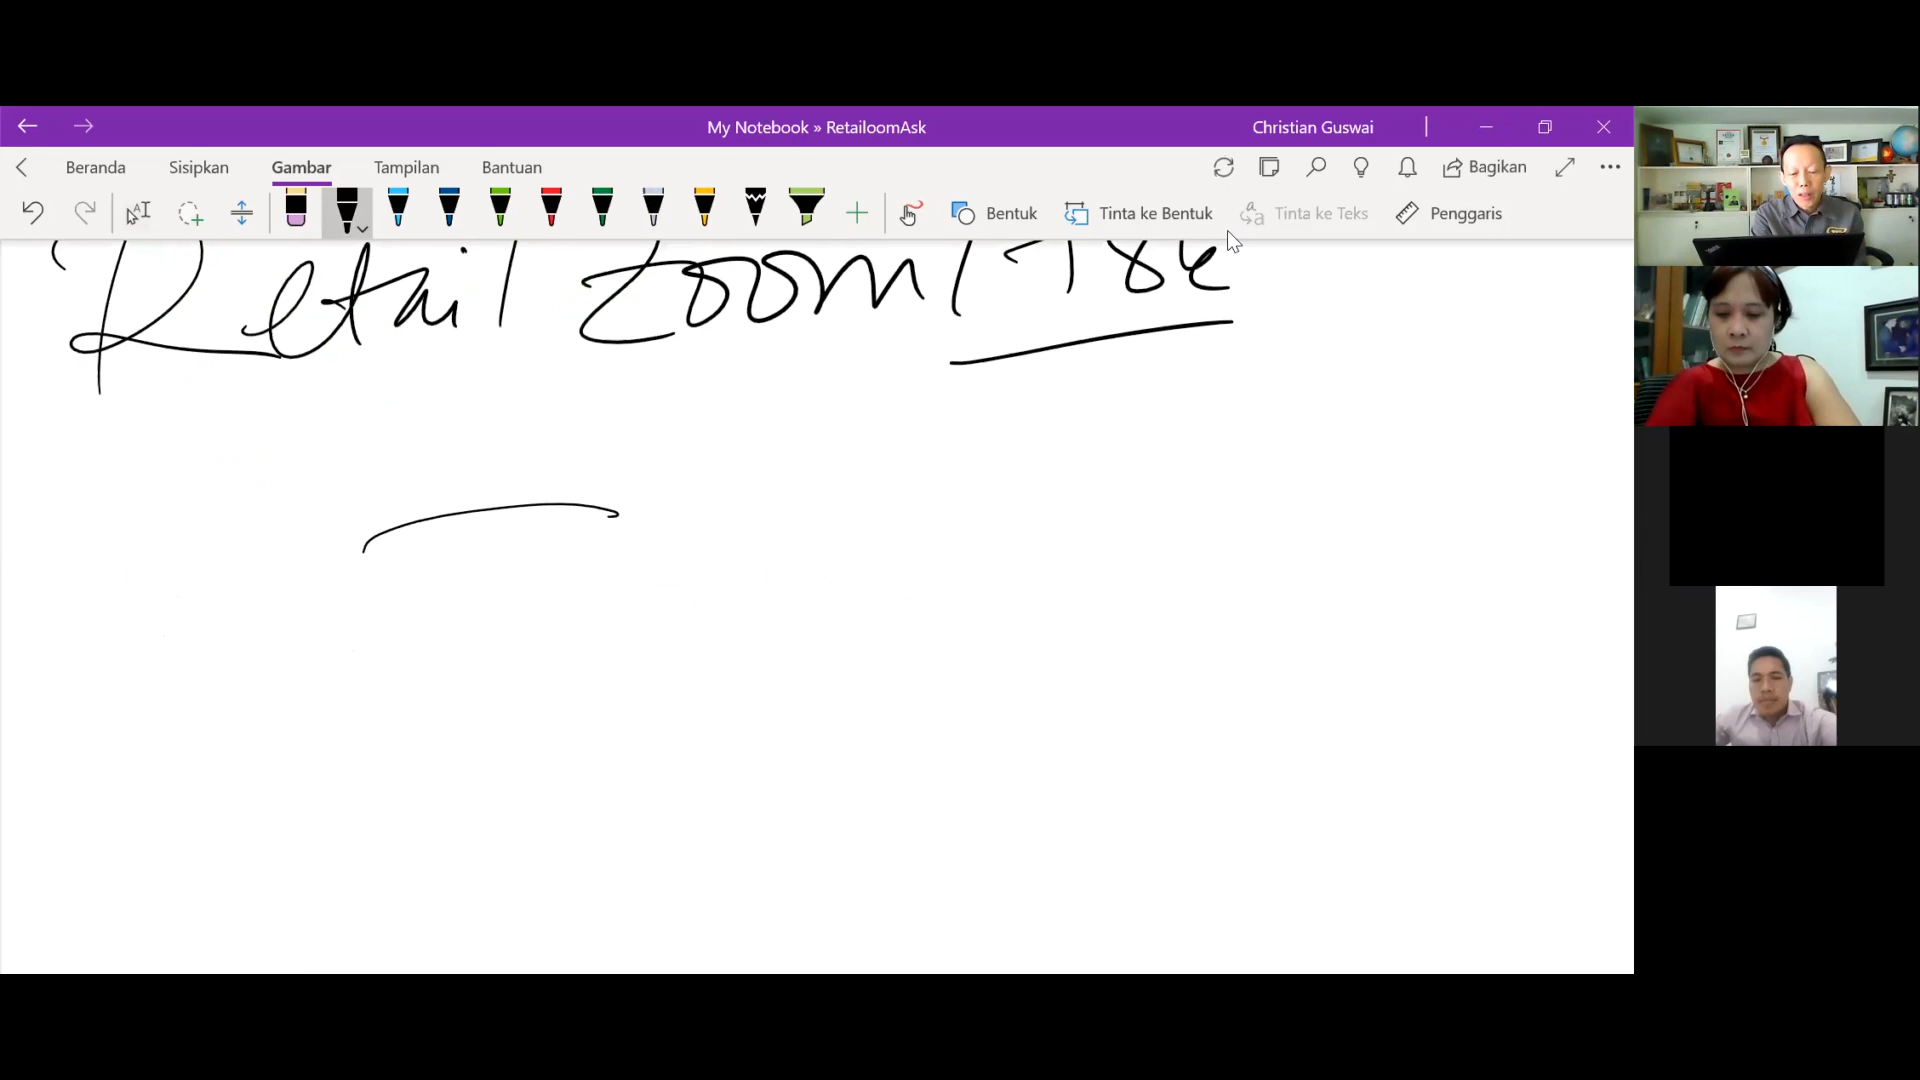 My Notebook » RetailoomAsk
Christian Guswai
Beranda Sisipkan Gambar Tampilan Bantuan
Bagikan
Bentuk Tinta ke Bentuk Tinta ke Teks Penggaris
Retail zoom